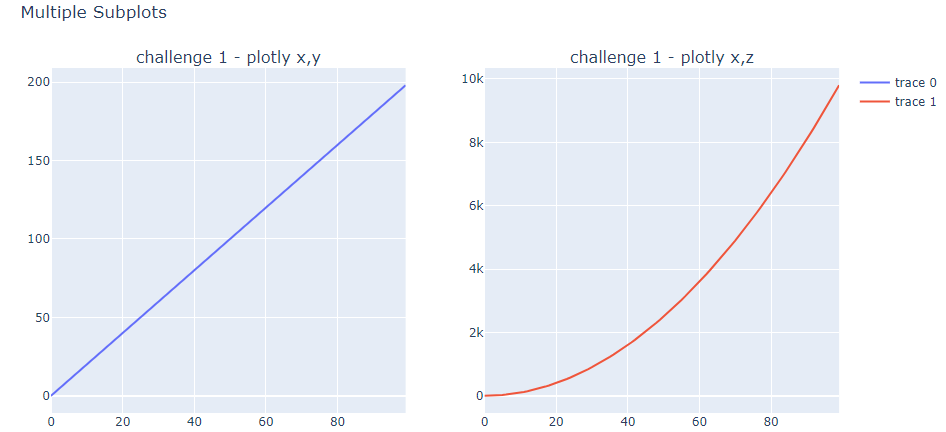 Multiple Subplots
challenge 1 - plotly x,y
200
150
100
50
0
0 20 40 60 80
challenge 1 - plotly x,z
10k
8k
6k
4k
2k
0
0 20 40 60 80
trace 0
trace 1